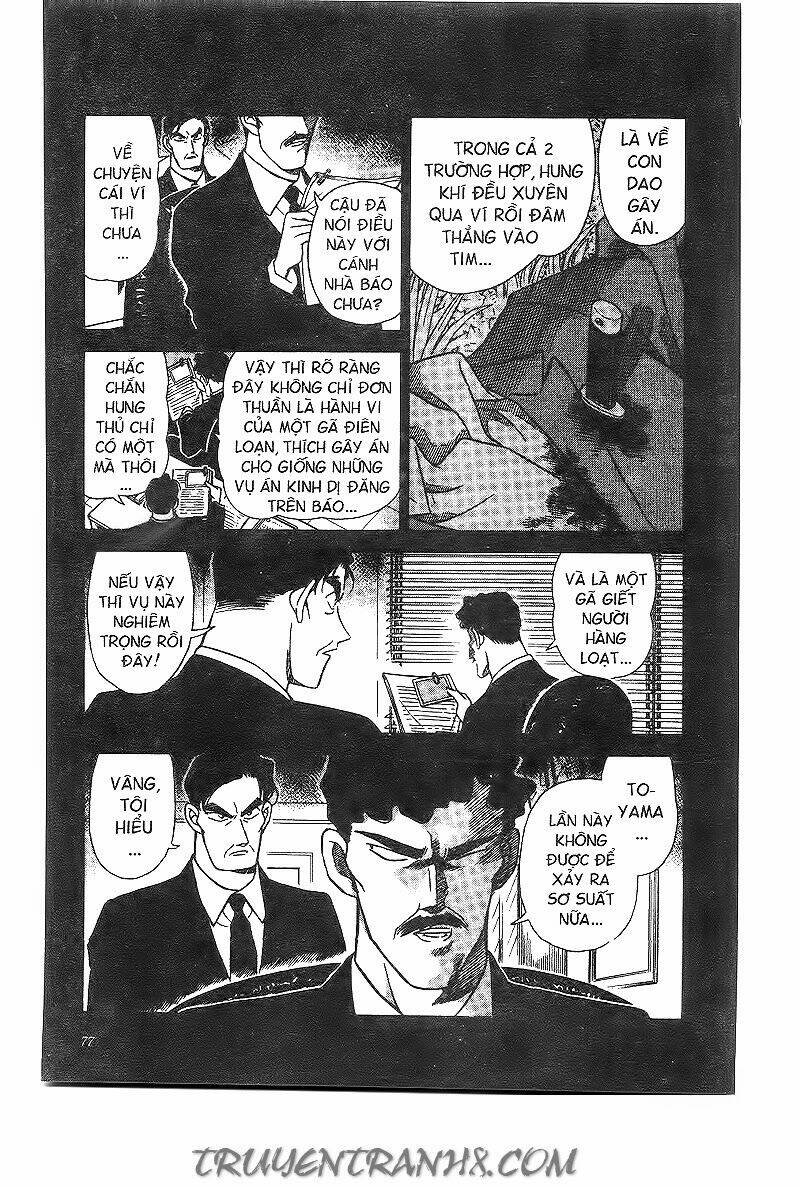 LÀ VỀ
CON
DAO
GÂY
ÁN.
TRONG CẢ 2
TRƯỜNG HỢP, HUNG
KHÍ ĐỀU XUYÊN
QUA VÍ RỒI ĐÂM
THẲNG VÀO
TIM...
CẬU ĐÃ
NÓI ĐIỀU
NÀY VỚI
CÁNH
NHÀ BÁO
CHƯA?
VỀ
CHUYỆN
CÁI VÍ
THÌ
CHƯA
...
VẬY THÌ RÕ RÀNG
ĐÂY KHÔNG CHỈ ĐƠN
THUẦN LÀ HÀNH VI
CỦA MỘT GÃ ĐIÊN
LOẠN, THÍCH GÂY ÁN
CHO GIỐNG NHỮNG
VỤ ÁN KINH DỊ ĐĂNG
TRÊN BÁO...
CHẮC
CHẮN
HUNG
THỦ CHỈ
CÓ MỘT
MÀ THÔI
...
VÀ LÀ MỘT
GÃ GIẾT
NGƯỜI
HÀNG
LOẠT...
NẾU VẬY
THÌ VỤ NÀY
NGHIÊM
TRỌNG RỒI
ĐÂY!
TO-
YAMA
...
LẦN NÀY
KHÔNG
ĐƯỢC ĐỂ
XẢY RA
SƠ SUẤT
NỮA...
VÂNG,
TÔI
HIỂU
...
77
TRUYENTRANH8.COM